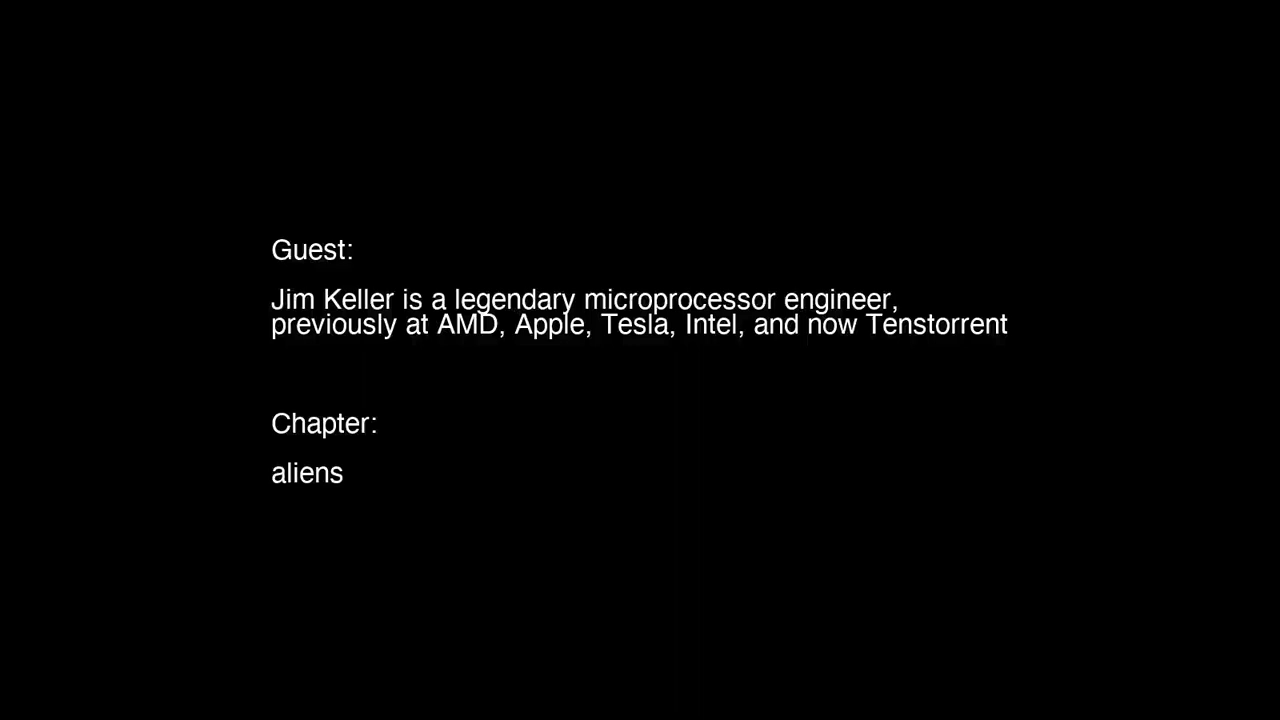 Guest:
Jim Keller is a legendary microprocessor engineer,
previously at AMD, Apple, Tesla, Intel, and now Tenstorrent
Chapter:
aliens